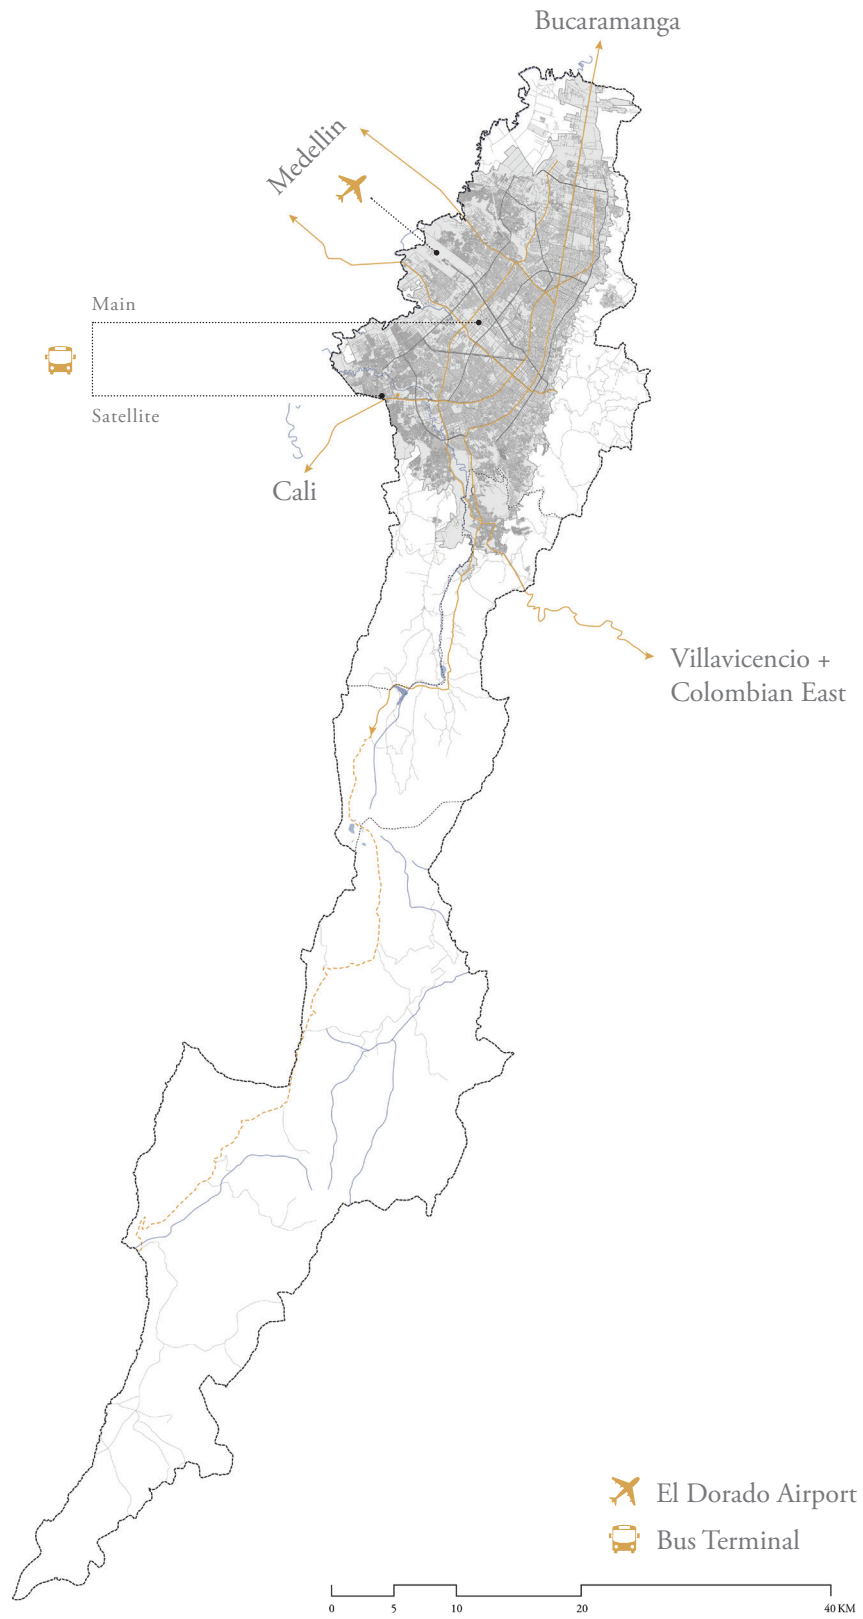 Bucaramanga
Medellin
Main
Satellite
Cali
Villavicencio +
Colombian East
El Dorado Airport
Bus Terminal
0 5 10 20 40 KM